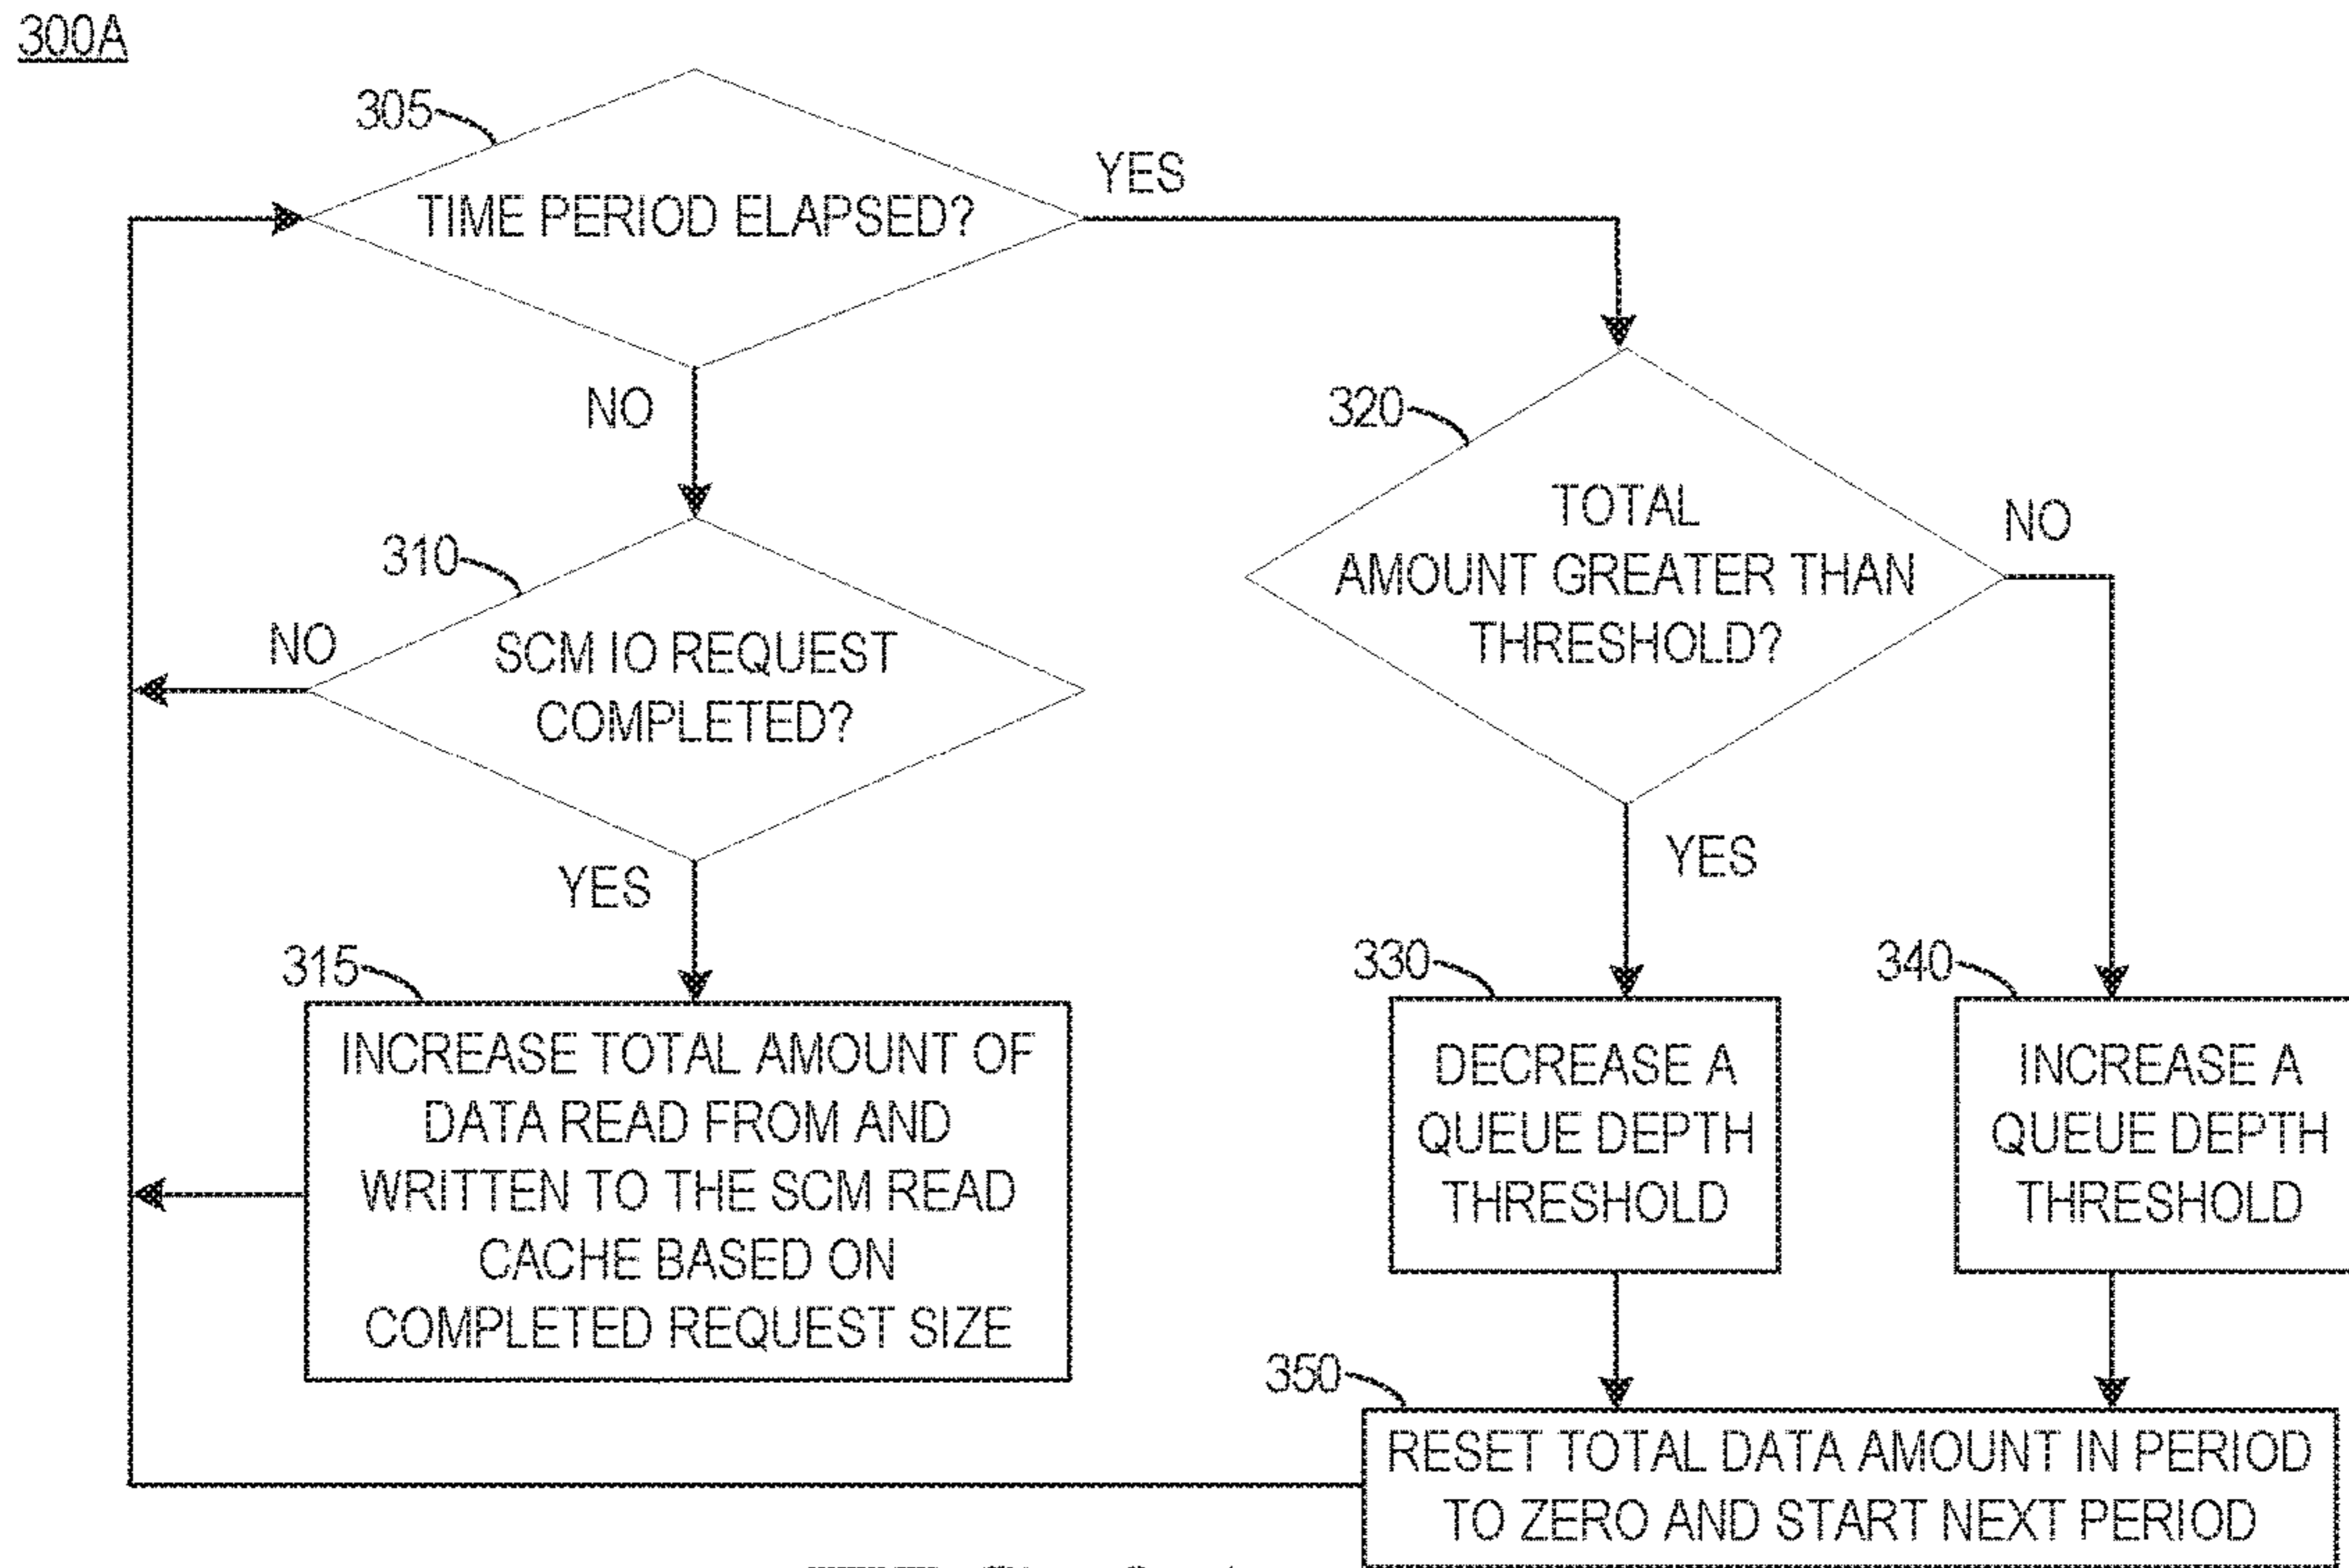 300A
305
TIME PERIOD ELAPSED?
YES
NO
310
SCM IO REQUEST
COMPLETED?
NO
YES
315
INCREASE TOTAL AMOUNT OF
DATA READ FROM AND
WRITTEN TO THE SCM READ
CACHE BASED ON
COMPLETED REQUEST SIZE
320
TOTAL
AMOUNT GREATER THAN
THRESHOLD?
NO
YES
330
DECREASE A
QUEUE DEPTH
THRESHOLD
340
INCREASE A
QUEUE DEPTH
THRESHOLD
350
RESET TOTAL DATA AMOUNT IN PERIOD
TO ZERO AND START NEXT PERIOD